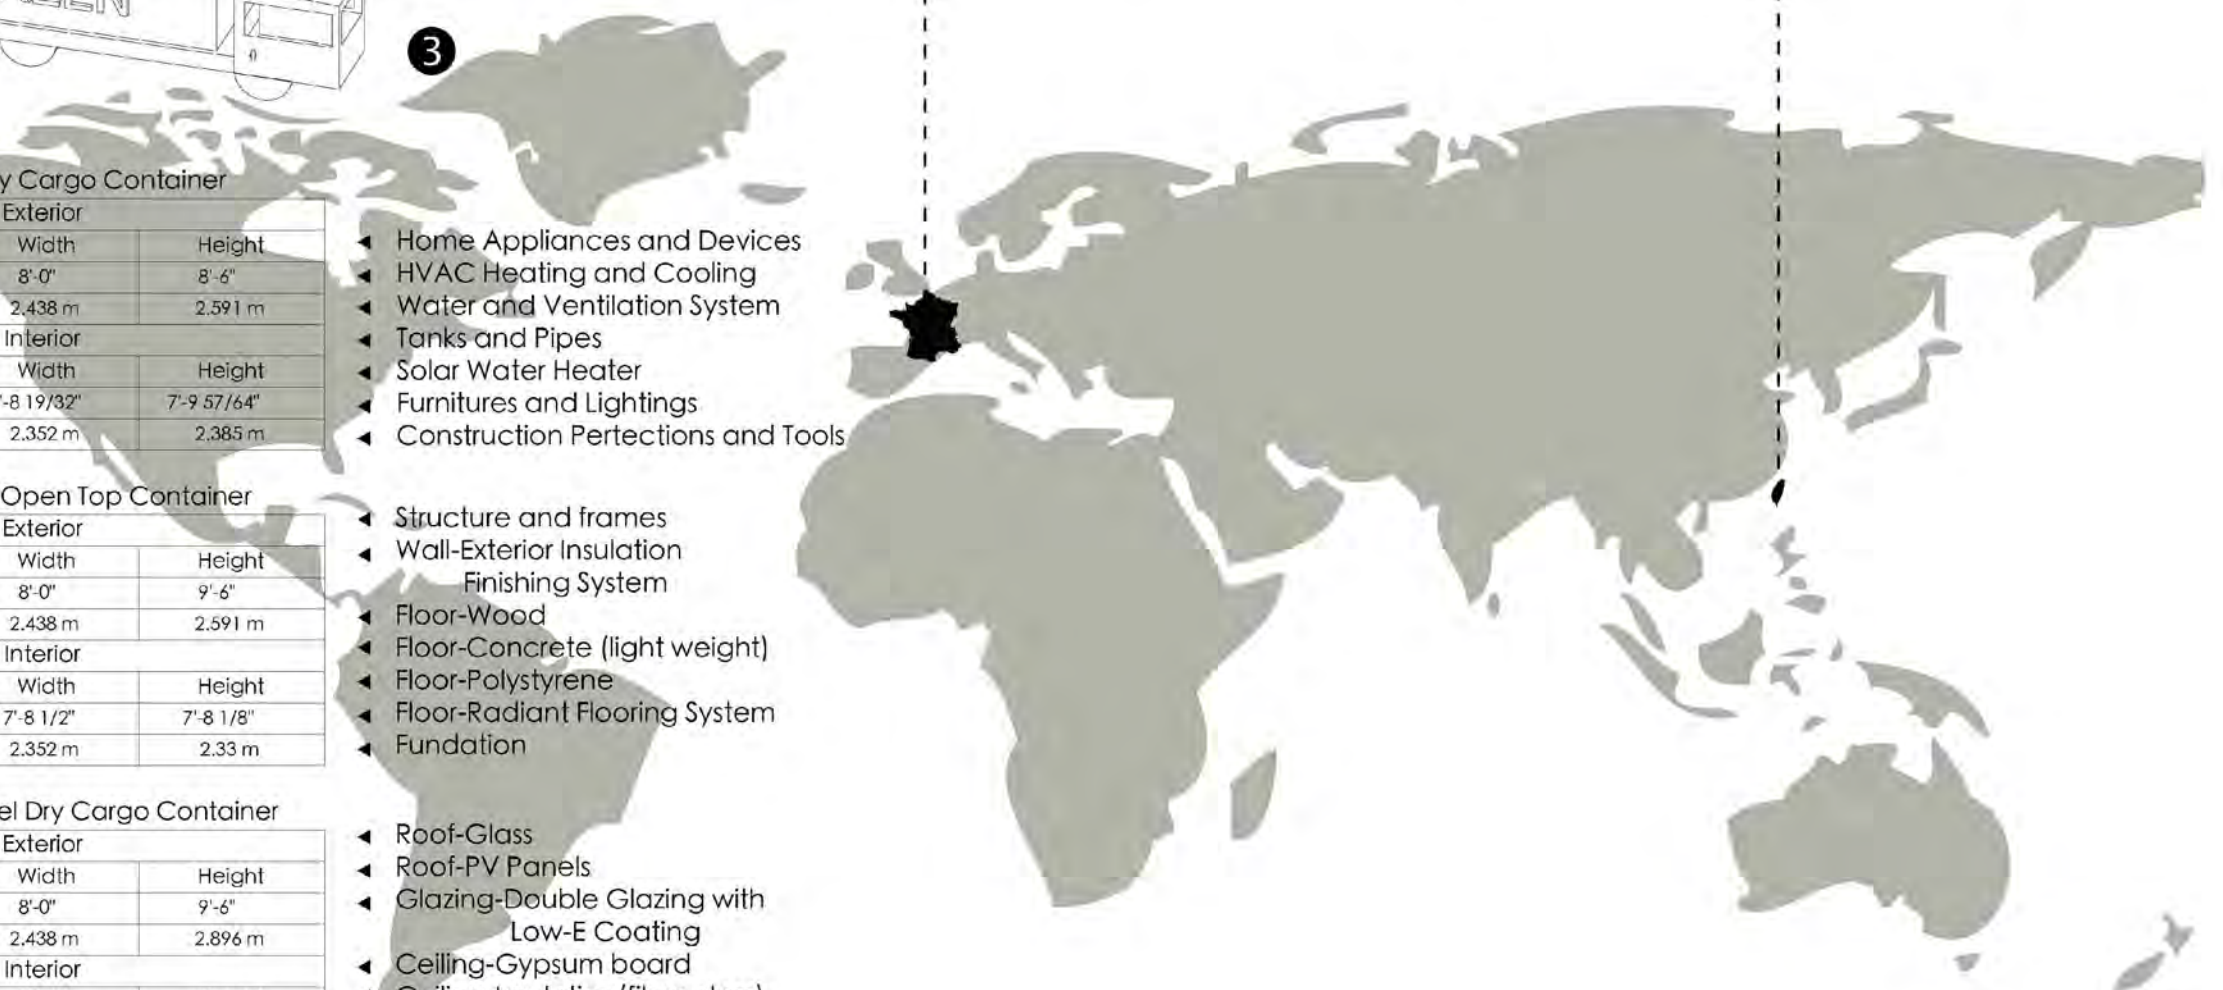 3
y Cargo Container
Exterior
Width Height
8'-0" 8'-6"
2.438 m 2.591 m
Interior
Width Height
'-8 19/32" 7'-9 57/64"
2.352 m 2.385 m
◄ Home Appliances and Devices
◄ HVAC Heating and Cooling
◄ Water and Ventilation System
◄ Tanks and Pipes
◄ Solar Water Heater
◄ Furnitures and Lightings
◄ Construction Pertections and Tools
Open Top Container
Exterior
Width Height
8'-0" 9'-6"
2.438 m 2.591 m
Interior
Width Height
7'-8 1/2" 7'-8 1/8"
2.352 m 2.33 m
◄ Structure and frames
◄ Wall-Exterior Insulation
Finishing System
◄ Floor-Wood
◄ Floor-Concrete (light weight)
◄ Floor-Polystyrene
◄ Floor-Radiant Flooring System
◄ Fundation
el Dry Cargo Container
Exterior
Width Height
8'-0" 9'-6"
2.438 m 2.896 m
Interior
◄ Roof-Glass
◄ Roof-PV Panels
◄ Glazing-Double Glazing with
Low-E Coating
◄ Ceiling-Gypsum board